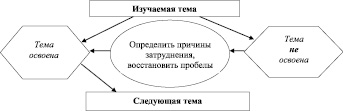 Изучаемая тема
Тема
освоена
Определить причины
затруднения,
восстановить пробелы
Тема
не
освоена
Следующая тема